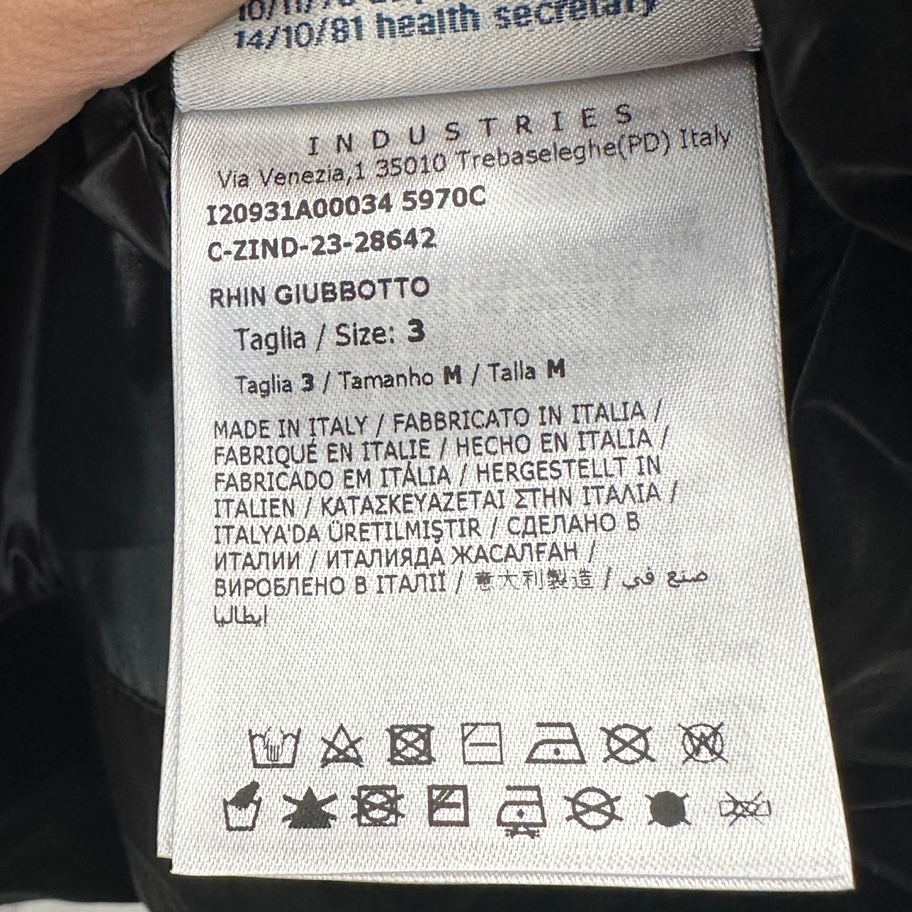 14/10/81 health secretary
INDUSTRIES
Via Venezia,1 35010 Trebaseleghe(PD) Italy
I20931A00034 5970C
C-ZIND-23-28642
RHIN GIUBBOTTO
Taglia / Size: 3
Taglia 3 / Tamanho M / Talla M
MADE IN ITALY / FABBRICATO IN ITALIA /
FABRIQUÉ EN ITALIE / HECHO EN ITALIA /
FABRICADO EM ITÁLIA / HERGESTELLT IN
ITALIEN / ΚΑΤΑΣΚΕΥΑΖΕΤΑΙ ΣΤΗΝ ΙΤΑΛΙΑ /
ITALYA'DA ÜRETILMIŞTIR / СДЕЛАНО В
ИТАЛИИ / ИТАЛИЯДА ЖАСАЛҒАН /
ВИРОБЛЕНО В ІТАЛІЇ / 意大利製造 / صنع في
إيطاليا